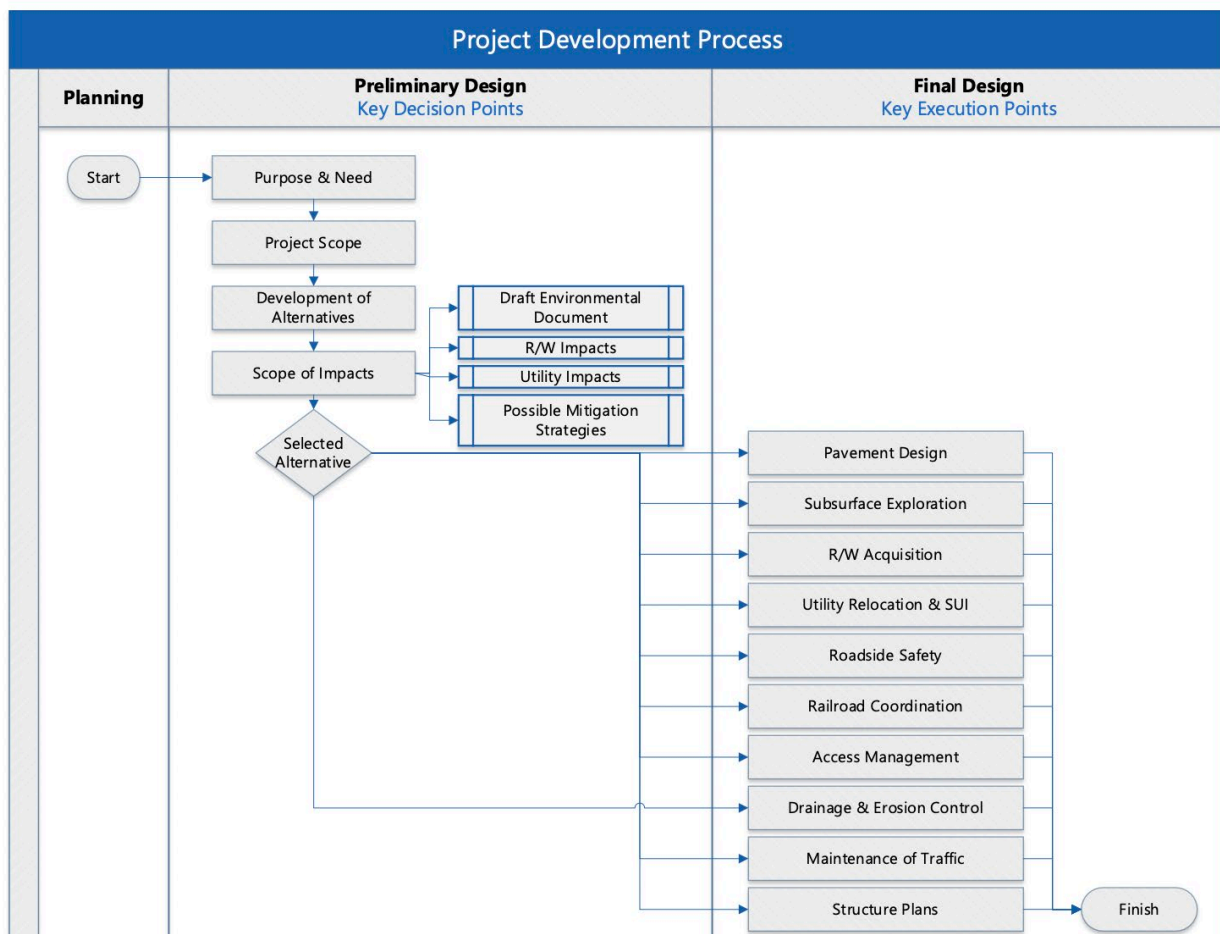 Project Development Process
Planning
Preliminary Design
Key Decision Points
Final Design
Key Execution Points
Start
Purpose & Need
Project Scope
Development of
Alternatives
Scope of Impacts
Draft Environmental
Document
R/W Impacts
Utility Impacts
Possible Mitigation
Strategies
Selected
Alternative
Pavement Design
Subsurface Exploration
R/W Acquisition
Utility Relocation & SUI
Roadside Safety
Railroad Coordination
Access Management
Drainage & Erosion Control
Maintenance of Traffic
Structure Plans
Finish